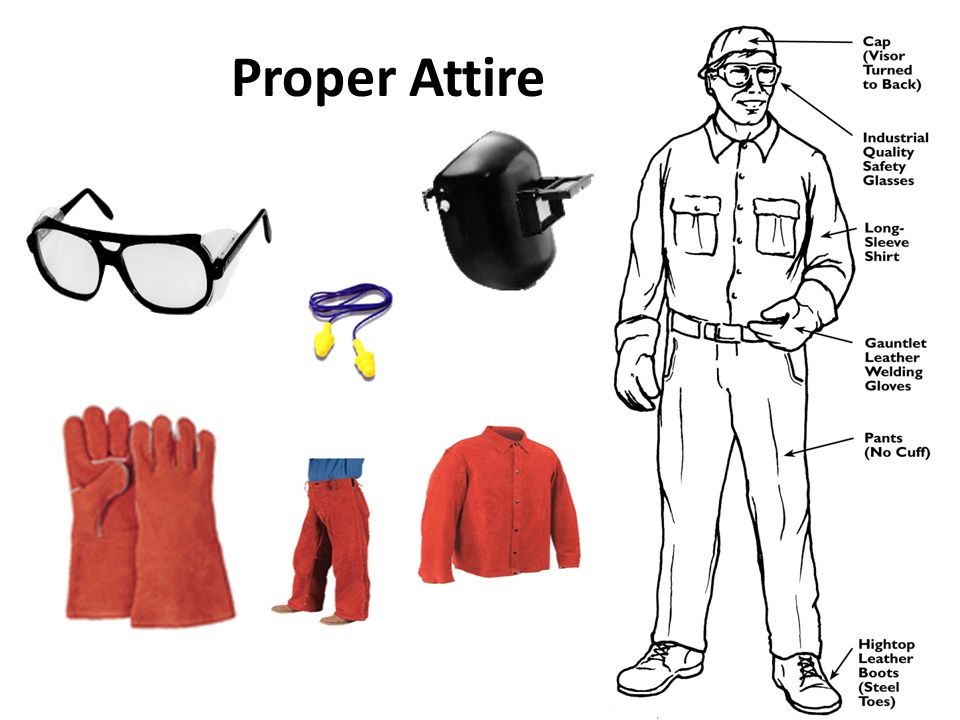 Proper Attire
Cap
(Visor
Turned
to Back)
Industrial
Quality
Safety
Glasses
Long-
Sleeve
Shirt
Gauntlet
Leather
Welding
Gloves
Pants
(No Cuff)
Hightop
Leather
Boots
(Steel
Toes)